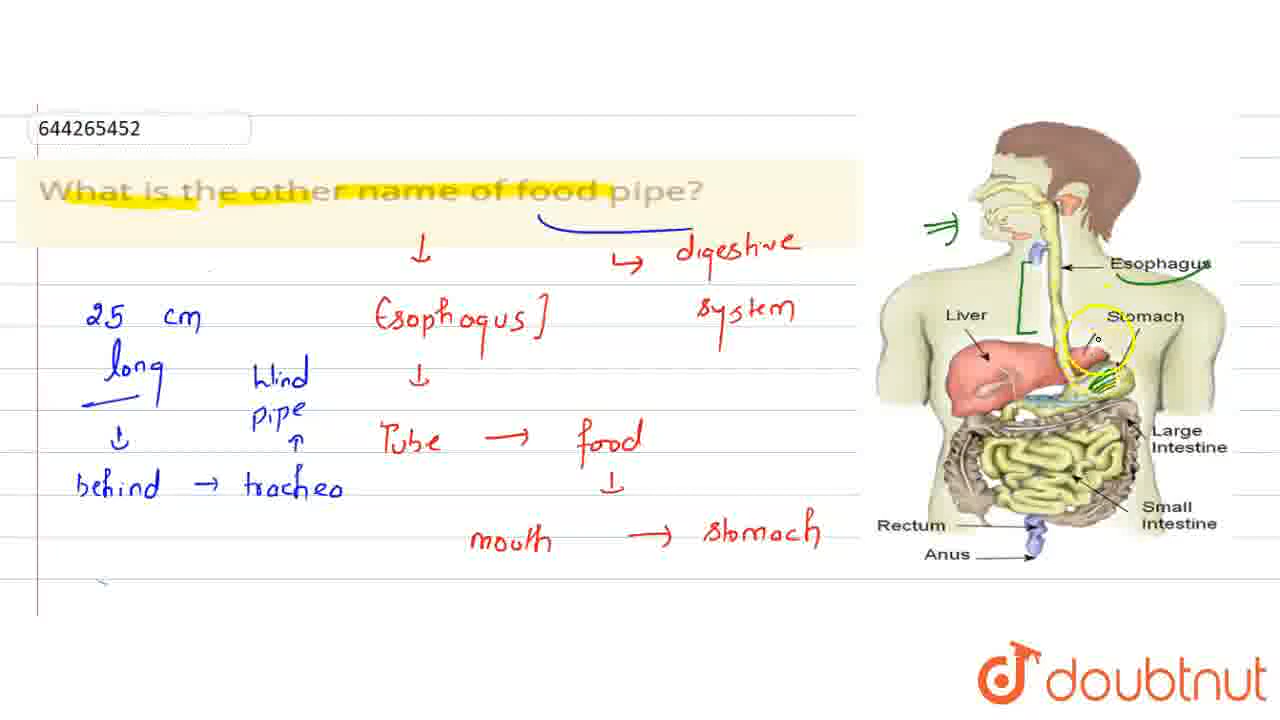 644265452
What is the other name of food pipe?
↓
↳ digestive
system
25 cm
long
↓
behind → trachea
↑
pipe
wind
Esophagus]
↓
Tube → food
↓
mouth → stomach
⇒
Esophagus
Liver
Stomach
Large
Intestine
Small
Intestine
Rectum
Anus
doubtnut